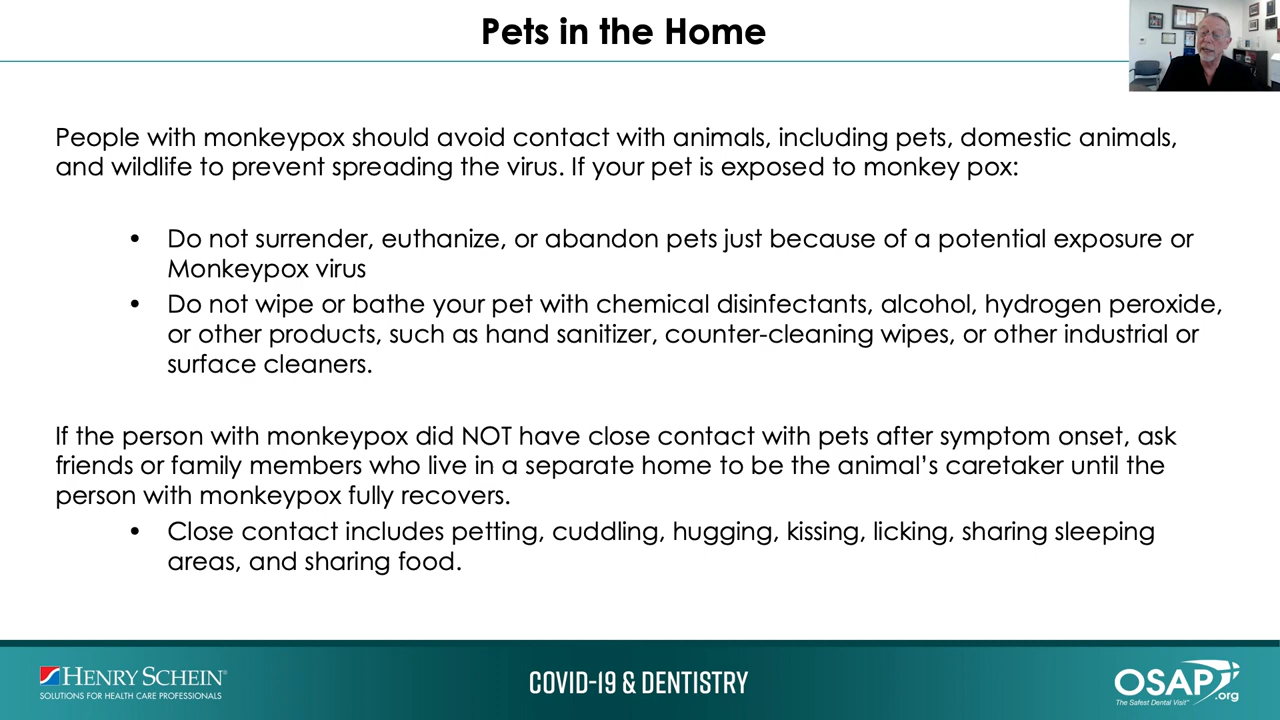 Pets in the Home
People with monkeypox should avoid contact with animals, including pets, domestic animals,
and wildlife to prevent spreading the virus. If your pet is exposed to monkey pox:
• Do not surrender, euthanize, or abandon pets just because of a potential exposure or
Monkeypox virus
• Do not wipe or bathe your pet with chemical disinfectants, alcohol, hydrogen peroxide,
or other products, such as hand sanitizer, counter-cleaning wipes, or other industrial or
surface cleaners.
If the person with monkeypox did NOT have close contact with pets after symptom onset, ask
friends or family members who live in a separate home to be the animal's caretaker until the
person with monkeypox fully recovers.
• Close contact includes petting, cuddling, hugging, kissing, licking, sharing sleeping
areas, and sharing food.
HENRY SCHEIN®
SOLUTIONS FOR HEALTH CARE PROFESSIONALS
COVID-19 & DENTISTRY
OSAP.org
The Safest Dental Visit™